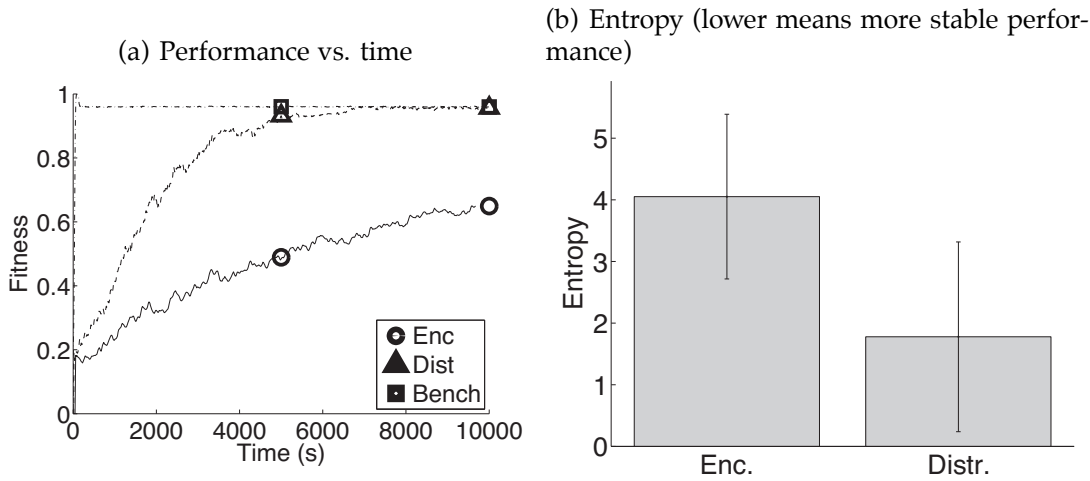 (a) Performance vs. time
1
0.8
0.6
0.4
0.2
0
Fitness
0 2000 4000 6000 8000 10000
Time (s)
Enc
Dist
Bench
(b) Entropy (lower means more stable perfor-
mance)
5
4
3
2
1
0
Entropy
Enc. Distr.